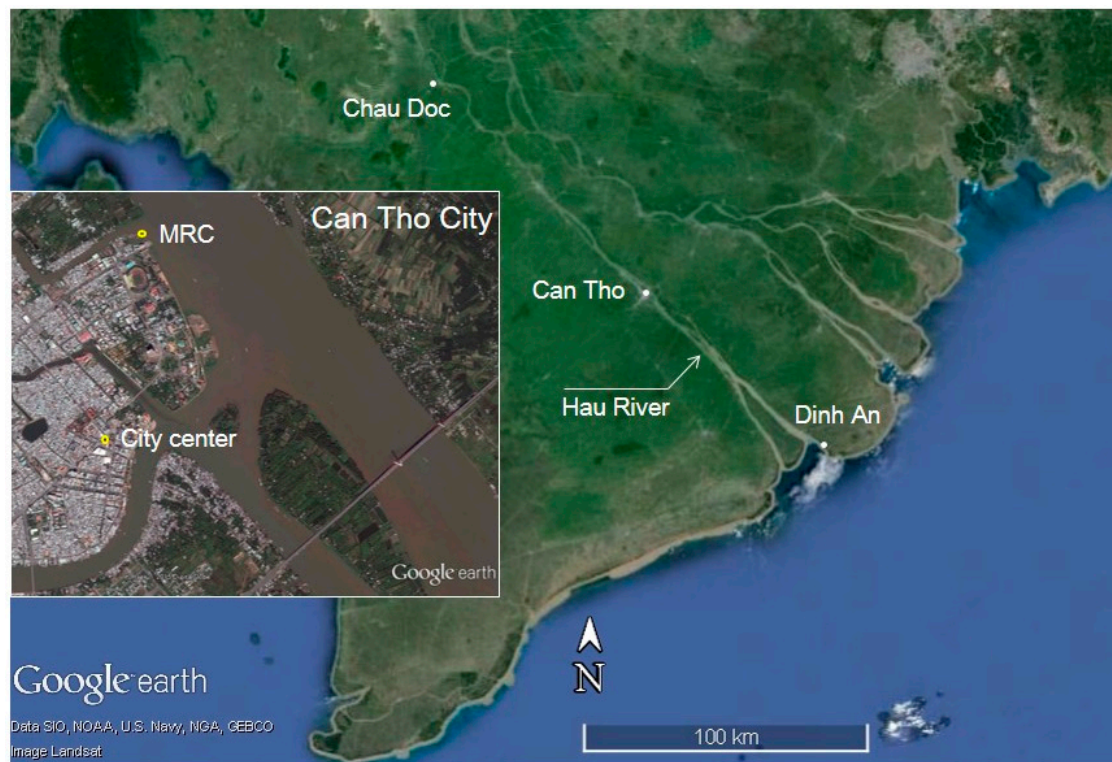 Chau Doc
Can Tho City
MRC
Can Tho
Hau River
Dinh An
City center
Google earth
N
Google earth
Data SIO, NOAA, U.S. Navy, NGA, GEBCO
Image Landsat
100 km